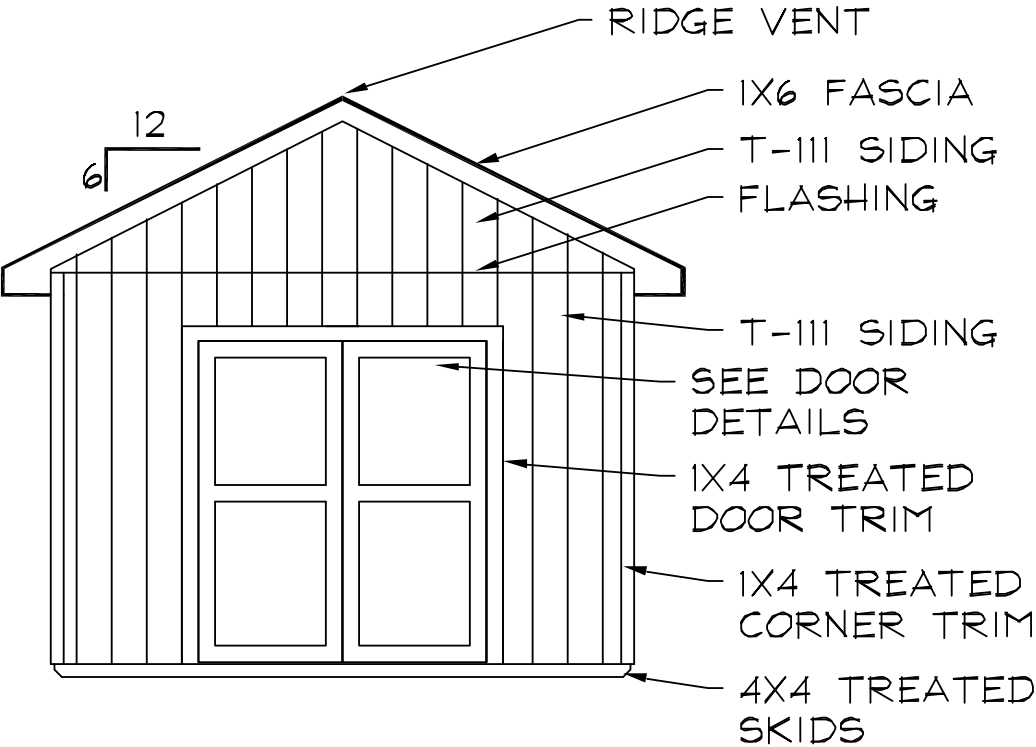 RIDGE VENT
1X6 FASCIA
12
T-111 SIDING
6
FLASHING
T-111 SIDING
SEE DOOR
DETAILS
1X4 TREATED
DOOR TRIM
1X4 TREATED
CORNER TRIM
4X4 TREATED
SKIDS